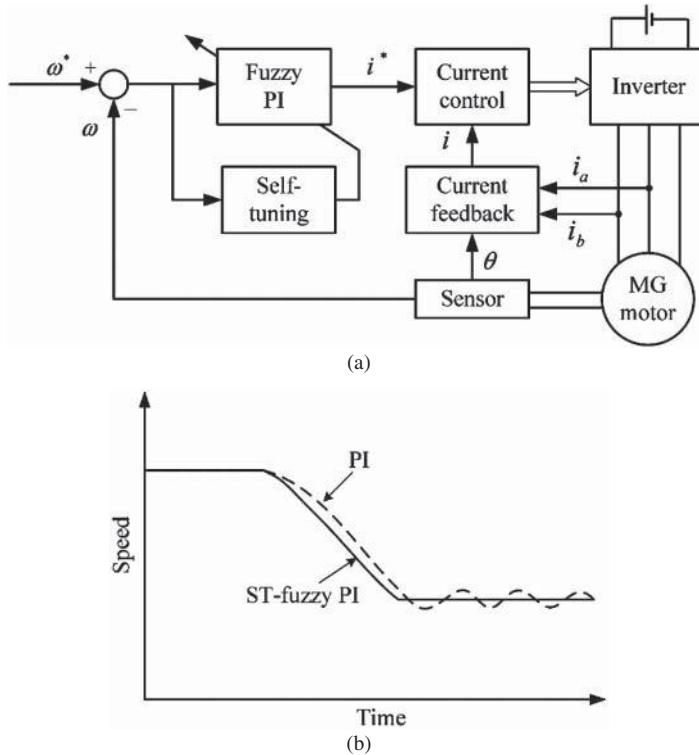 ω* +
ω −
Fuzzy
PI
i*
Current
control
Inverter
Self-
tuning
i
Current
feedback
i_a
i_b
θ
Sensor
MG
motor
(a)
Speed
PI
ST-fuzzy PI
Time
(b)